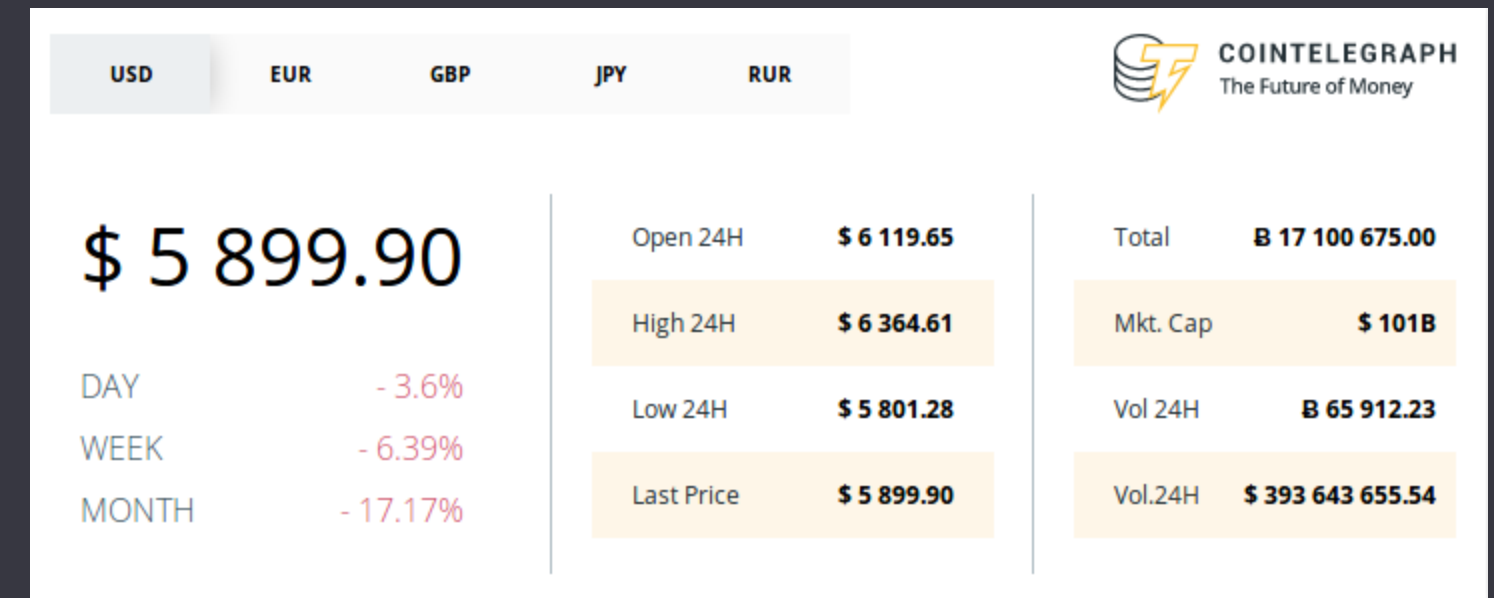 USD EUR GBP JPY RUR
COINTELEGRAPH
The Future of Money
$ 5 899.90
DAY - 3.6%
WEEK - 6.39%
MONTH - 17.17%
Open 24H $ 6 119.65
High 24H $ 6 364.61
Low 24H $ 5 801.28
Last Price $ 5 899.90
Total Ƀ 17 100 675.00
Mkt. Cap $ 101B
Vol 24H Ƀ 65 912.23
Vol.24H $ 393 643 655.54